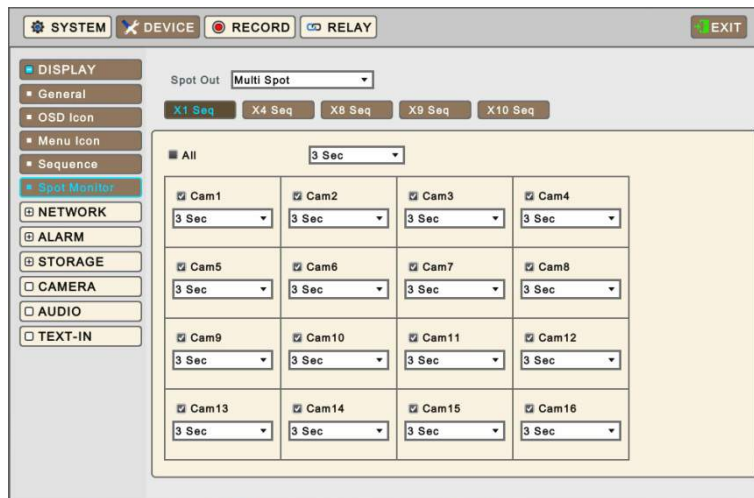 SYSTEM DEVICE RECORD RELAY EXIT
DISPLAY
General
OSD Icon
Menu Icon
Sequence
Spot Monitor
NETWORK
ALARM
STORAGE
CAMERA
AUDIO
TEXT-IN
Spot Out Multi Spot
X1 Seq X4 Seq X8 Seq X9 Seq X10 Seq
All 3 Sec
Cam1 Cam2 Cam3 Cam4
3 Sec 3 Sec 3 Sec 3 Sec
Cam5 Cam6 Cam7 Cam8
3 Sec 3 Sec 3 Sec 3 Sec
Cam9 Cam10 Cam11 Cam12
3 Sec 3 Sec 3 Sec 3 Sec
Cam13 Cam14 Cam15 Cam16
3 Sec 3 Sec 3 Sec 3 Sec